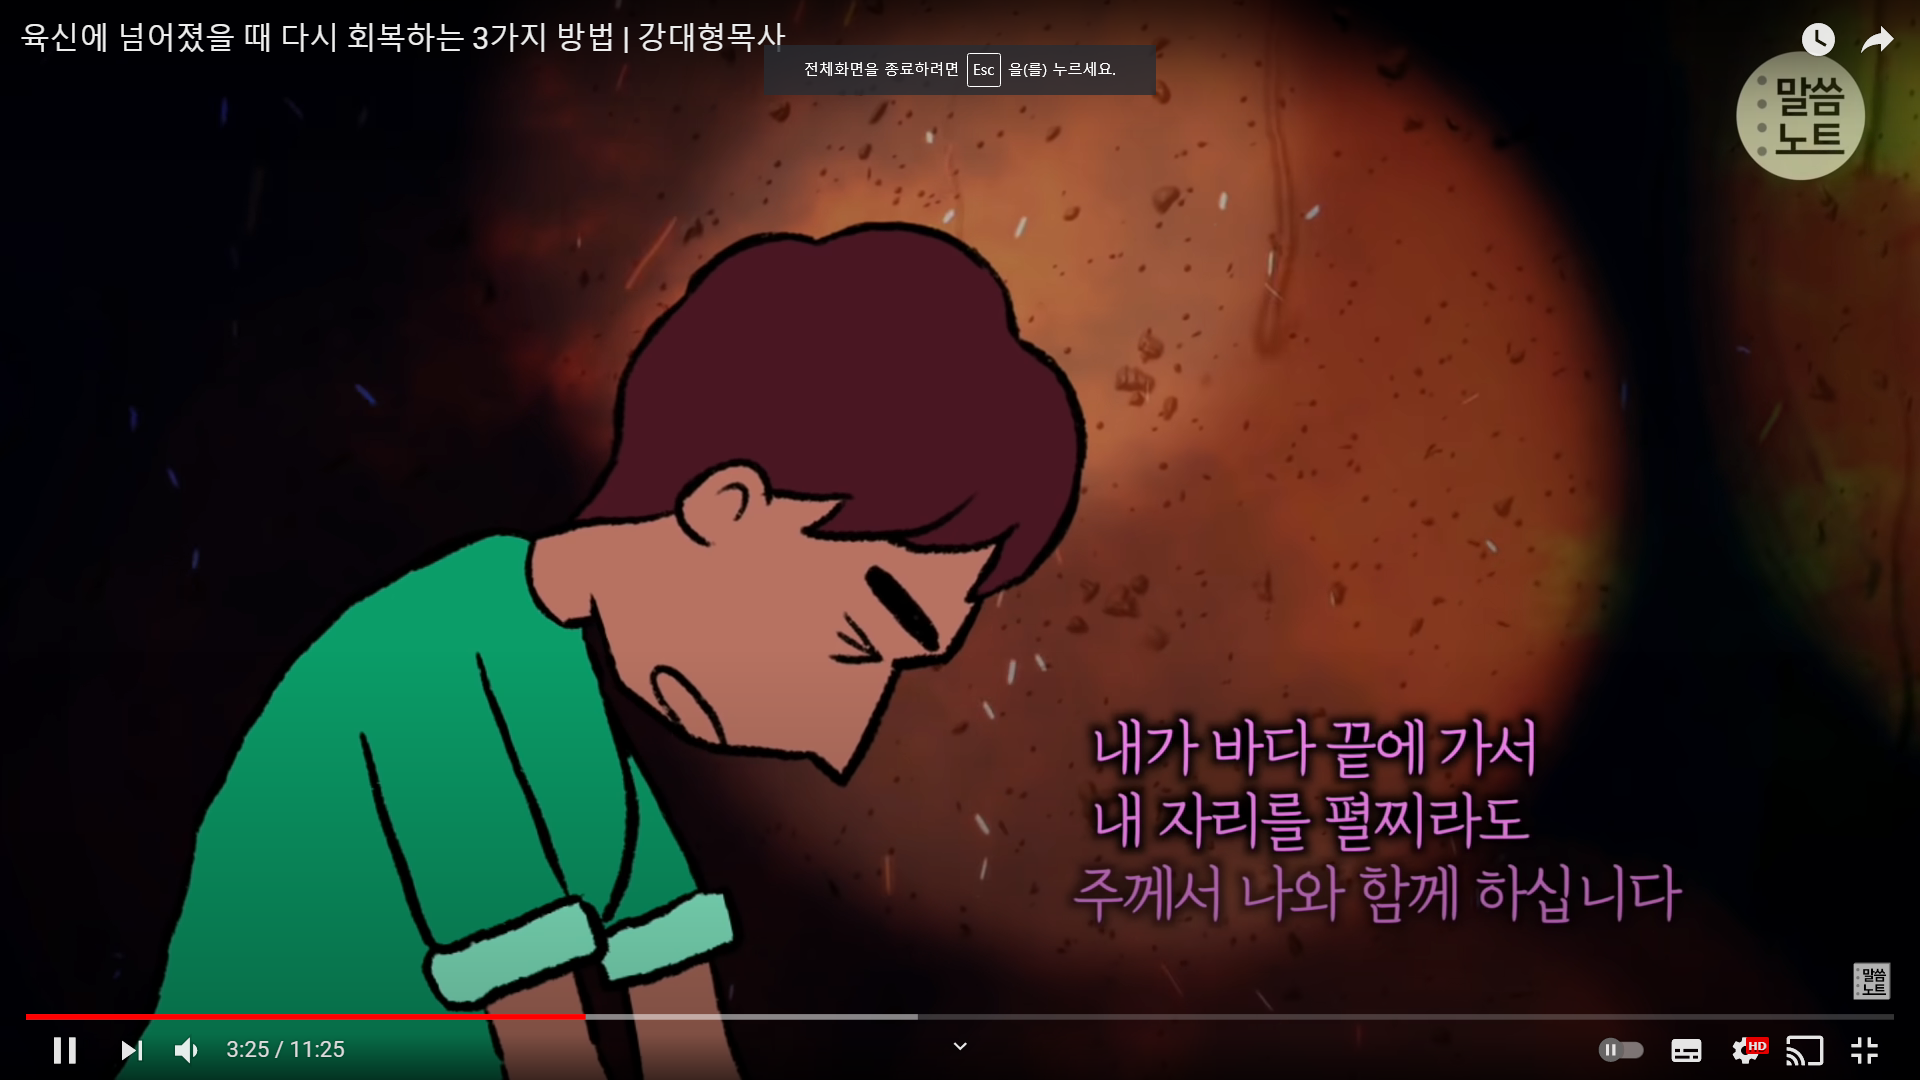 육신에 넘어졌을 때 다시 회복하는 3가지 방법 | 강대형목사
전체화면을 종료하려면 Esc 을(를) 누르세요.
말씀
노트
내가 바다 끝에 가서
내 자리를 펼찌라도
주께서 나와 함께 하십니다
말씀
노트
3:25 / 11:25
HD